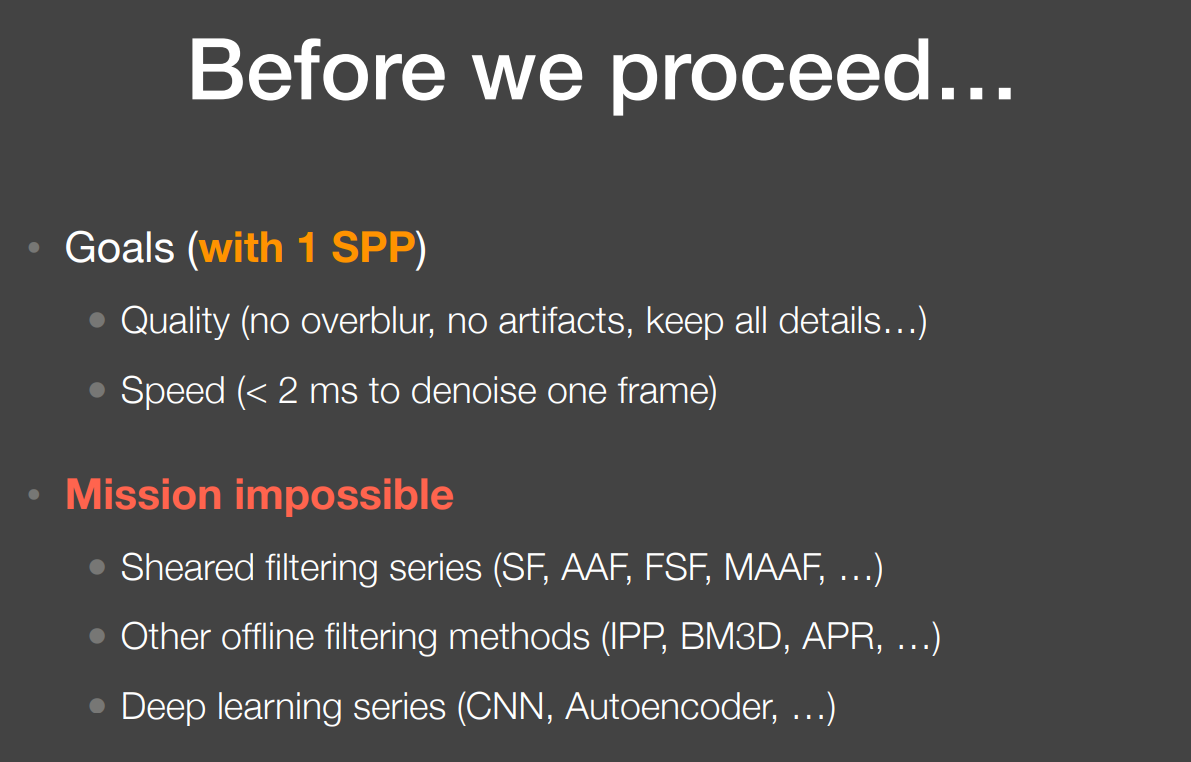 Before we proceed…
• Goals (with 1 SPP)
• Quality (no overblur, no artifacts, keep all details…)
• Speed (< 2 ms to denoise one frame)
• Mission impossible
• Sheared filtering series (SF, AAF, FSF, MAAF, …)
• Other offline filtering methods (IPP, BM3D, APR, …)
• Deep learning series (CNN, Autoencoder, …)